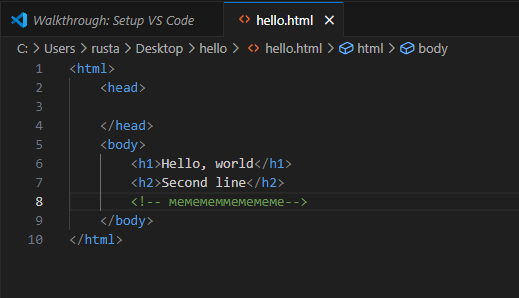 Walkthrough: Setup VS Code
hello.html
C: > Users > rusta > Desktop > hello > hello.html > html > body
1 <html>
2 <head>
3
4 </head>
5 <body>
6 <h1>Hello, world</h1>
7 <h2>Second line</h2>
8 <!-- мемемеммемемеме-->
9 </body>
10 </html>